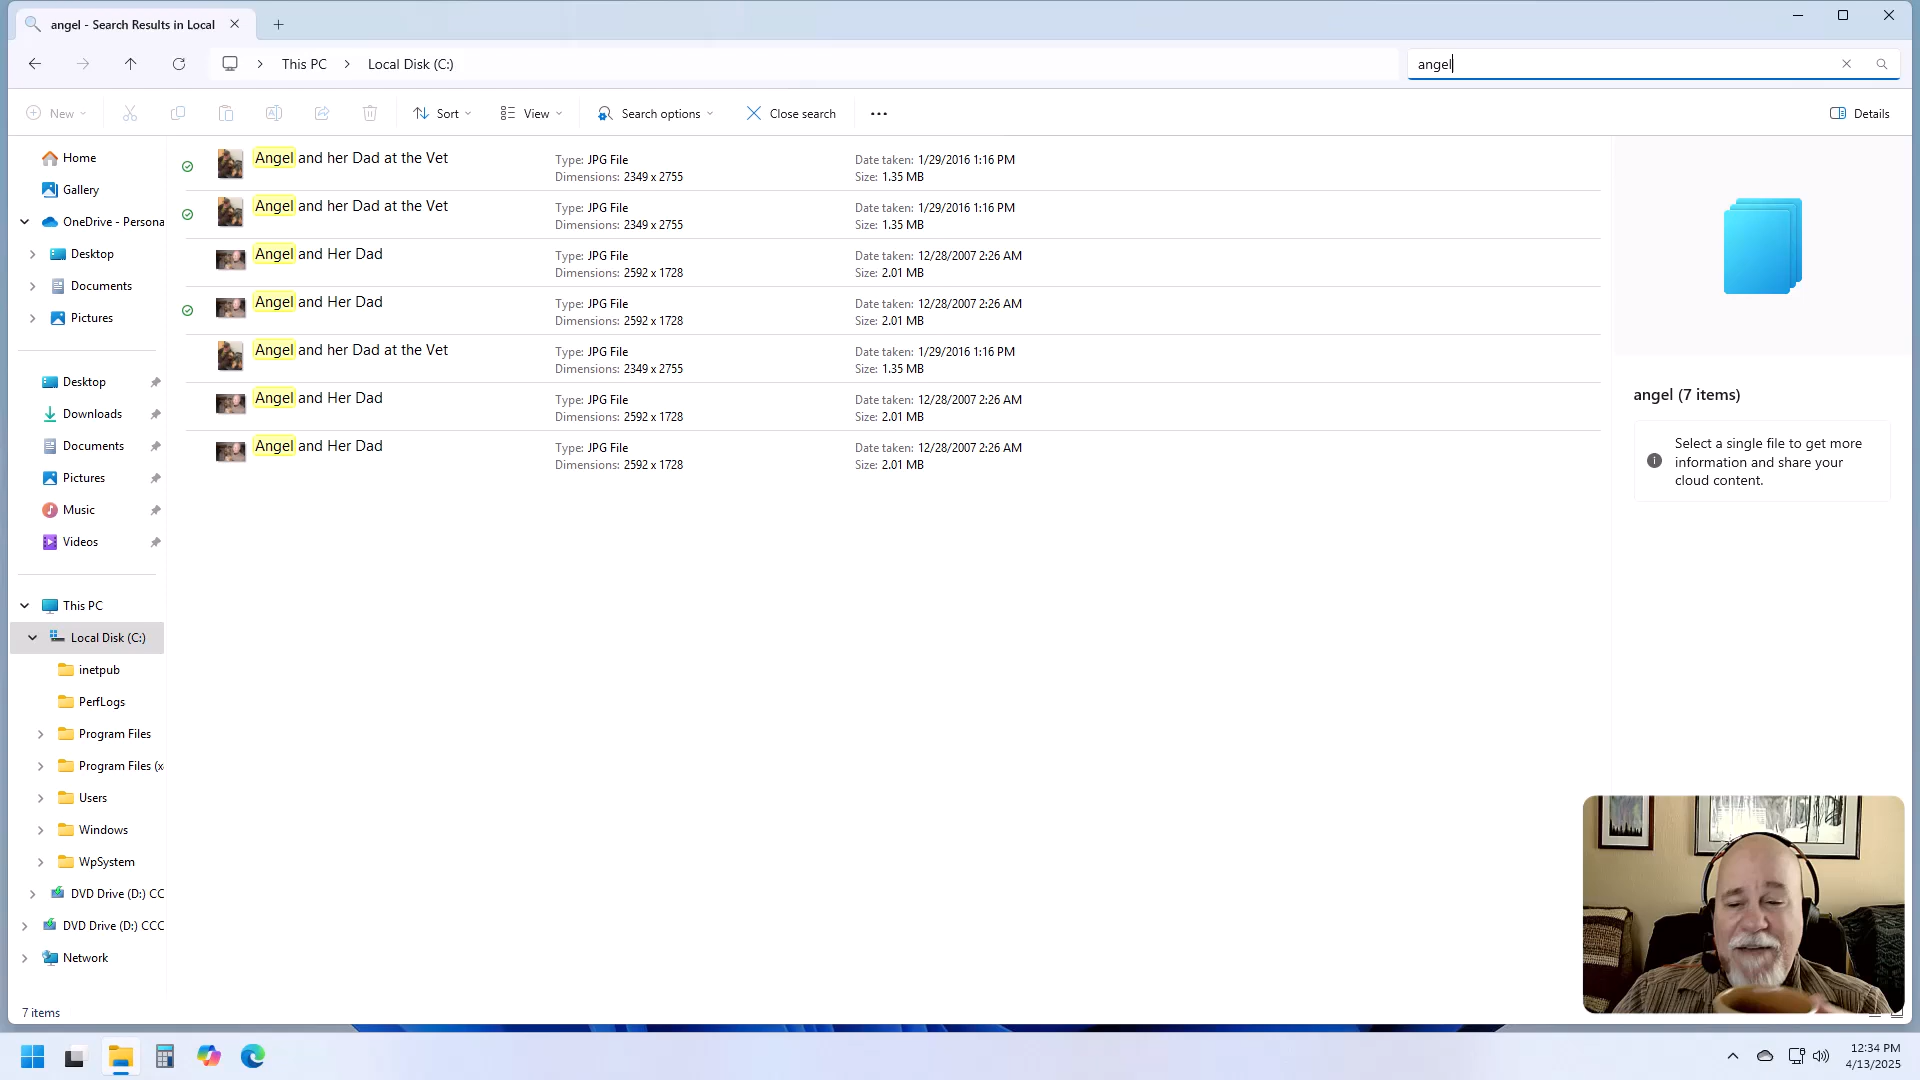 angel - Search Results in Local
This PC
Local Disk (C:)
angel
New
Sort
View
Search options
Close search
Details
Home
Gallery
OneDrive - Persona
Desktop
Documents
Pictures
Desktop
Downloads
Documents
Pictures
Music
Videos
This PC
Local Disk (C:)
inetpub
PerfLogs
Program Files
Program Files (x
Users
Windows
WpSystem
DVD Drive (D:) CC
DVD Drive (D:) CCC
Network
Angel and her Dad at the Vet
Type: JPG File
Dimensions: 2349 x 2755
Date taken: 1/29/2016 1:16 PM
Size: 1.35 MB
Angel and her Dad at the Vet
Type: JPG File
Dimensions: 2349 x 2755
Date taken: 1/29/2016 1:16 PM
Size: 1.35 MB
Angel and Her Dad
Type: JPG File
Dimensions: 2592 x 1728
Date taken: 12/28/2007 2:26 AM
Size: 2.01 MB
Angel and Her Dad
Type: JPG File
Dimensions: 2592 x 1728
Date taken: 12/28/2007 2:26 AM
Size: 2.01 MB
Angel and her Dad at the Vet
Type: JPG File
Dimensions: 2349 x 2755
Date taken: 1/29/2016 1:16 PM
Size: 1.35 MB
Angel and Her Dad
Type: JPG File
Dimensions: 2592 x 1728
Date taken: 12/28/2007 2:26 AM
Size: 2.01 MB
Angel and Her Dad
Type: JPG File
Dimensions: 2592 x 1728
Date taken: 12/28/2007 2:26 AM
Size: 2.01 MB
angel (7 items)
Select a single file to get more
information and share your
cloud content.
7 items
12:34 PM
4/13/2025